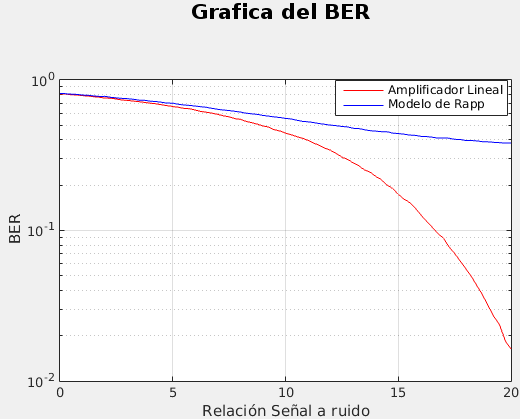 Grafica del BER
Amplificador Lineal
Modelo de Rapp
10^0
10^-1
10^-2
BER
0 5 10 15 20
Relación Señal a ruido